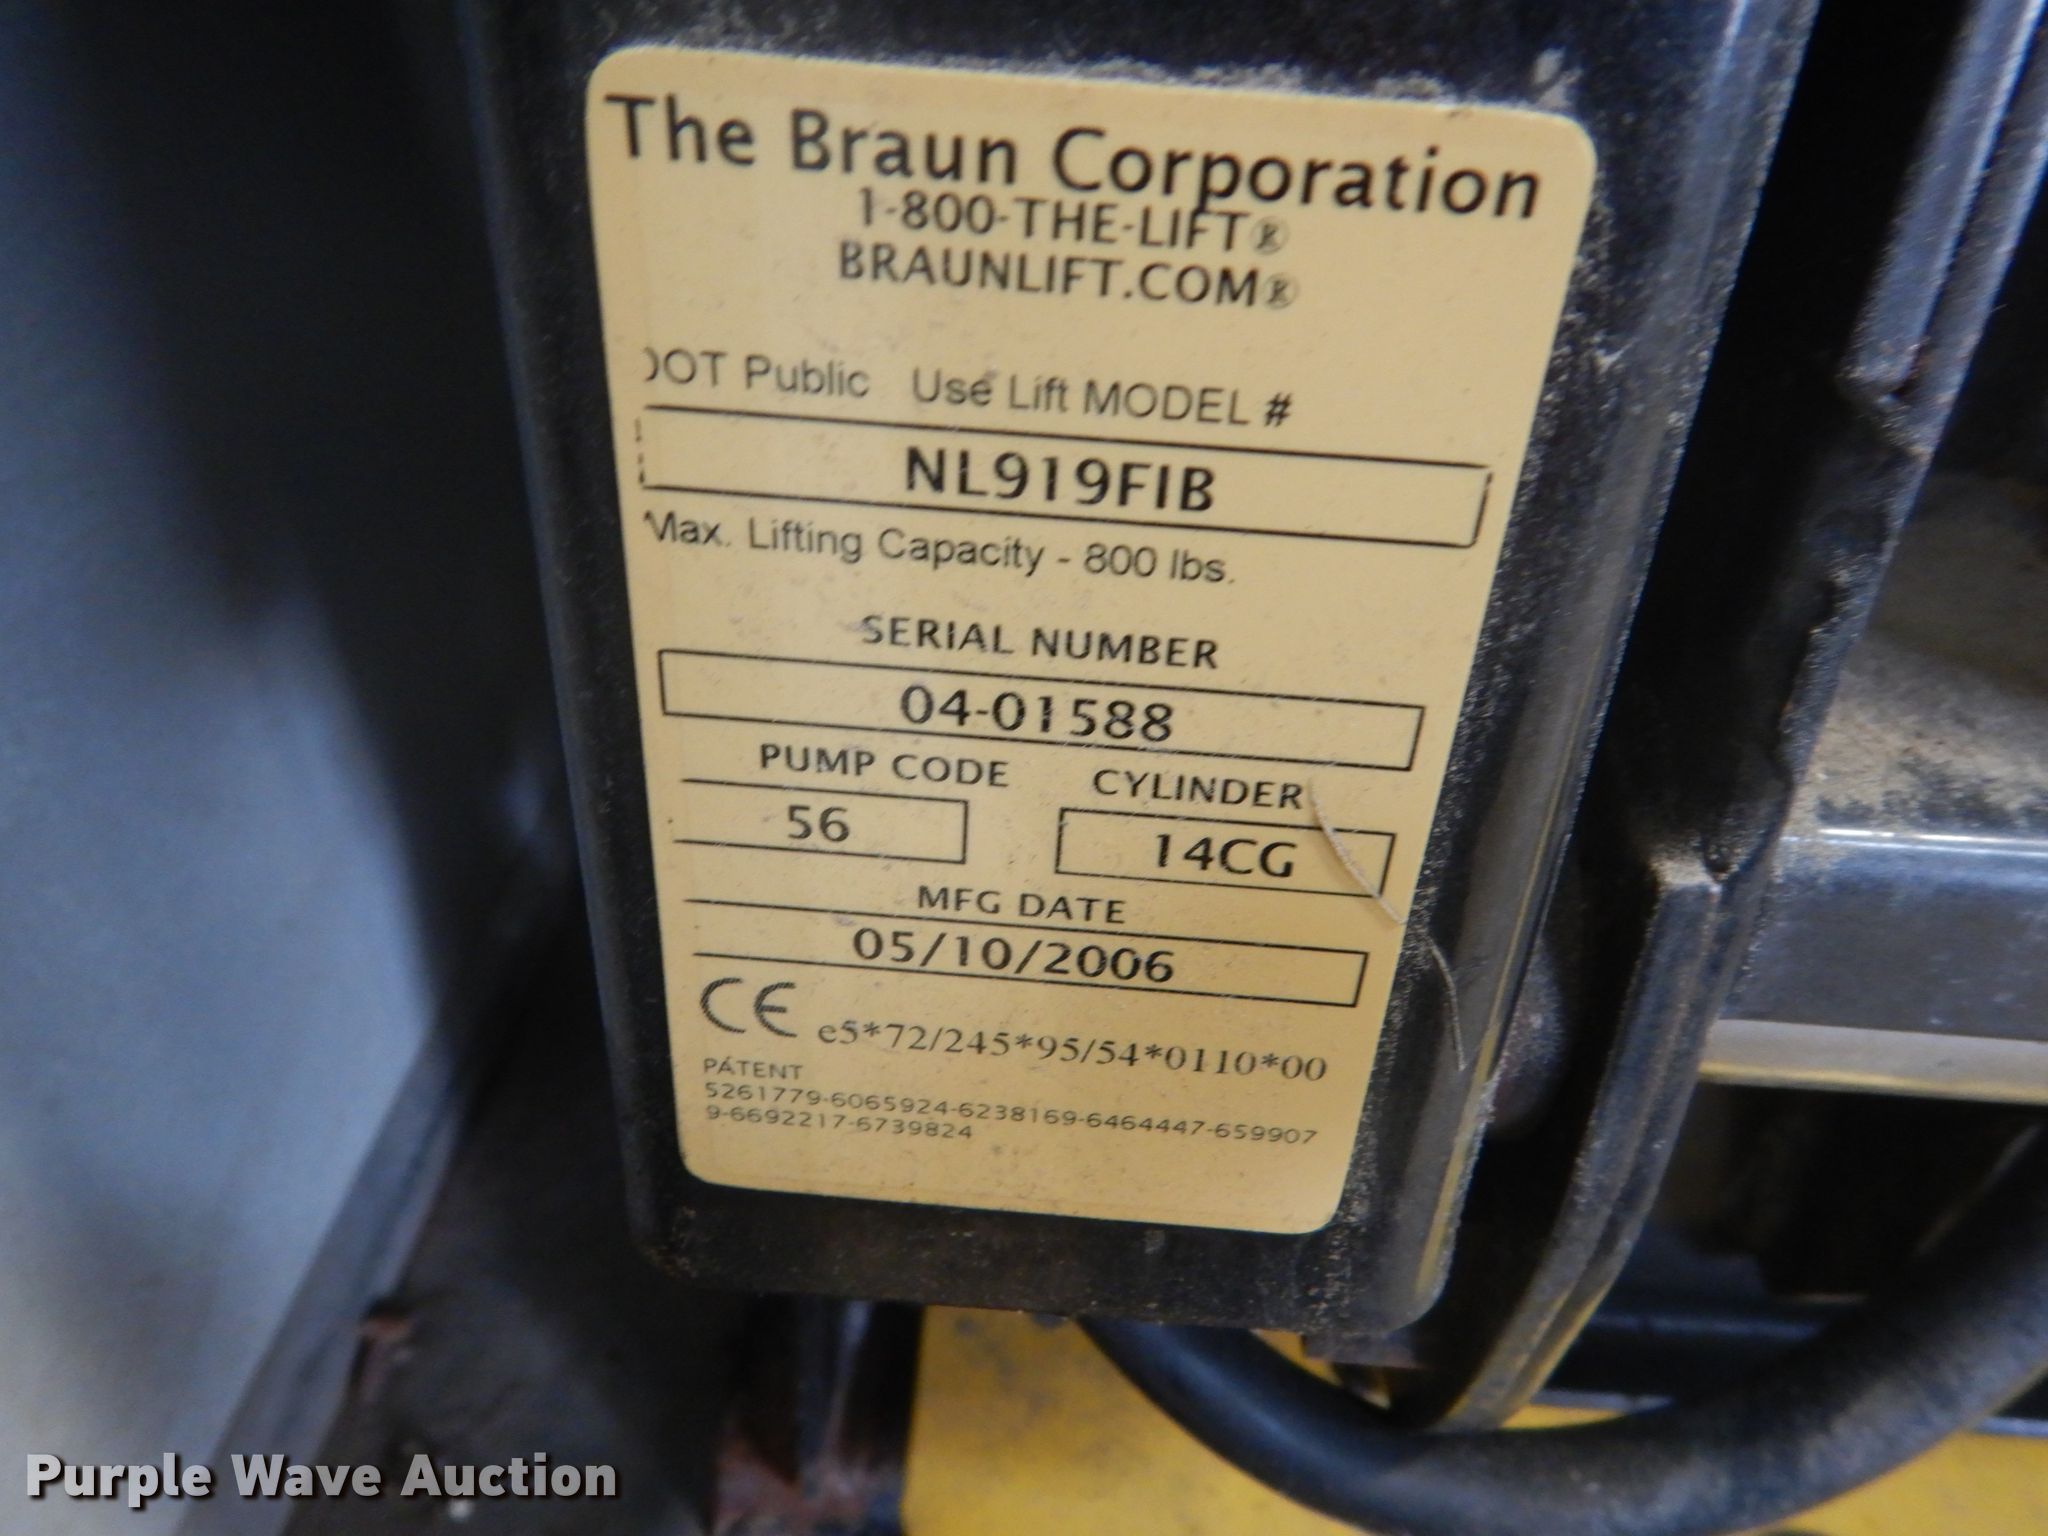 The Braun Corporation
1-800-THE-LIFT®
BRAUNLIFT.COM®
DOT Public Use Lift MODEL #
NL919FIB
Max. Lifting Capacity - 800 lbs.
SERIAL NUMBER
04-01588
PUMP CODE CYLINDER
56 14CG
MFG DATE
05/10/2006
CE e5*72/245*95/54*0110*00
PATENT
5261779-6065924-6238169-6464447-659907
9-6692217-6739824
Purple Wave Auction